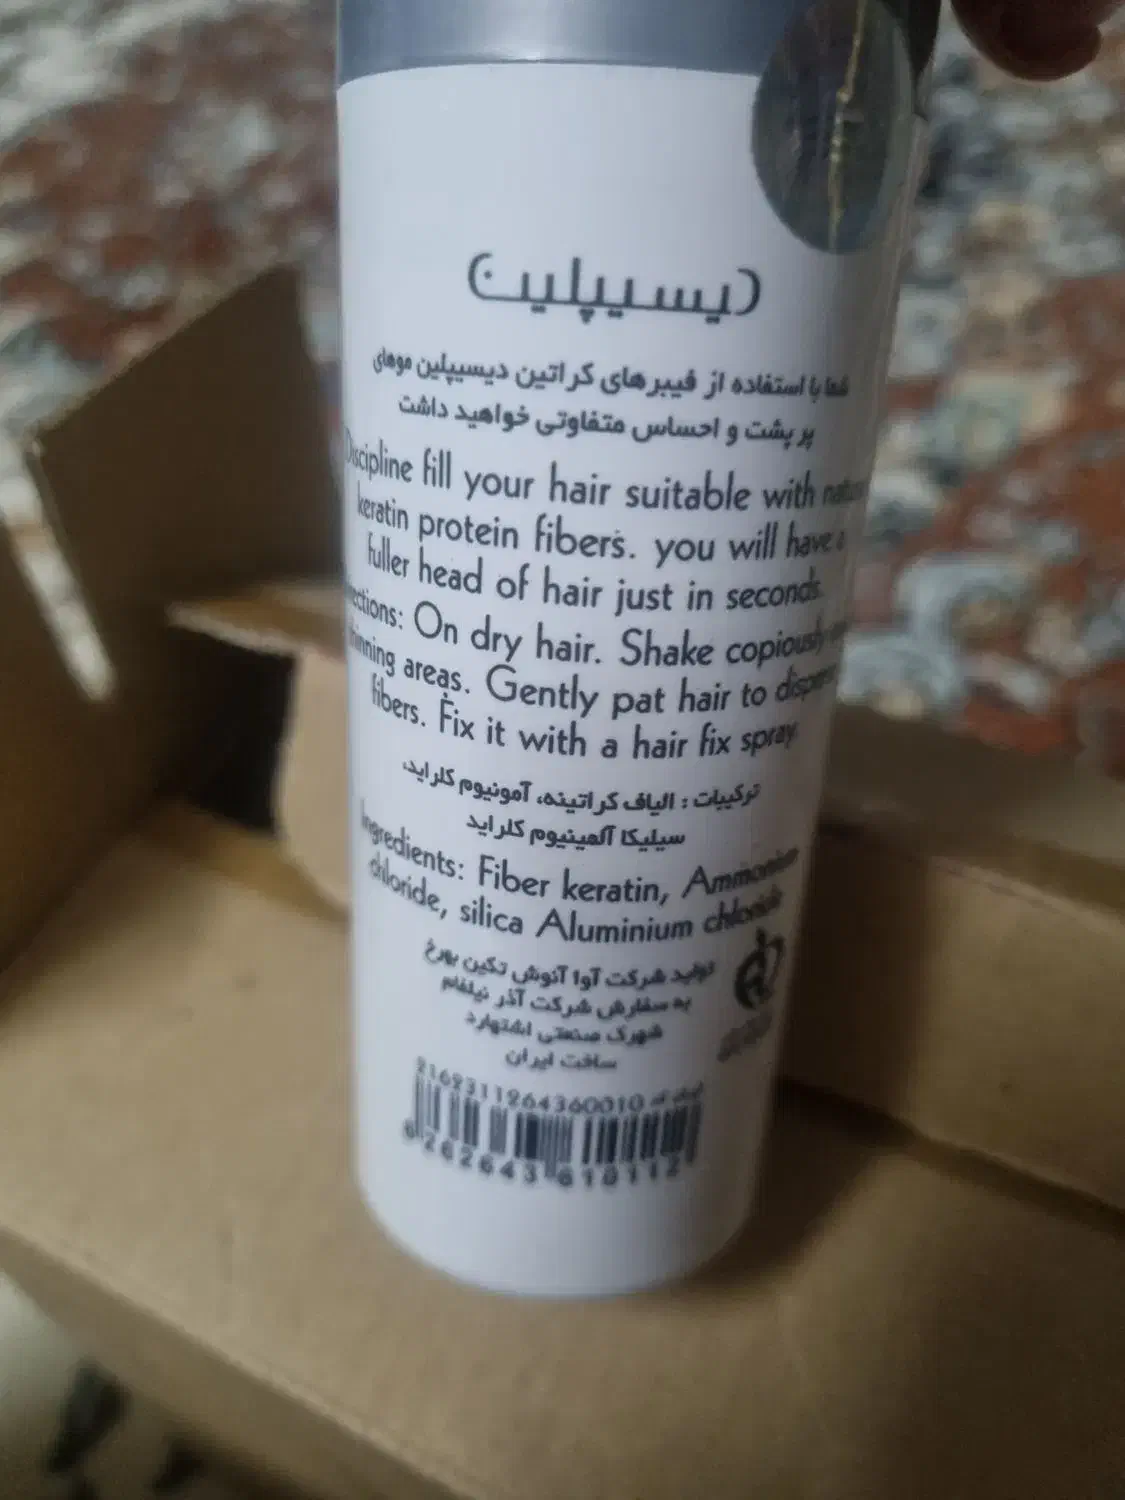 دیسیپلین
شما با استفاده از فیبرهای کراتین دیسیپلین موهای
پر پشت و احساس متفاوتی خواهید داشت
Discipline fill your hair suitable with
keratin protein fibers. you will have a
fuller head of hair just in seconds.
On dry hair. Shake copiously
areas. Gently pat hair to
fibers. Fix it with a hair fix spray.
ترکیبات : الیاف کراتینه، آمونیوم کلراید،
سیلیکا آلمینیوم کلراید
Ingredients: Fiber keratin, Ammonium
chloride, silica Aluminium chloride
تولید شرکت آوا آنوش تکین
به سفارش شرکت آذر نیلفام
شهرک صنعتی اشتهارد
ساخت ایران
2162311264360010
6262643610112